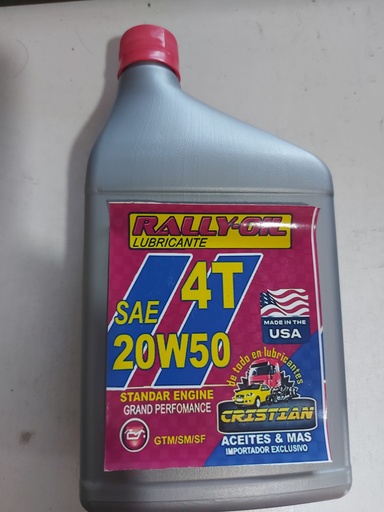 RALLY-OIL
LUBRICANTE
4T
SAE
20W50
MADE IN THE
USA
de todo en lubricantes
CRISTIAN
STANDAR ENGINE
GRAND PERFOMANCE
ACEITES & MAS
IMPORTADOR EXCLUSIVO
GTM/SM/SF